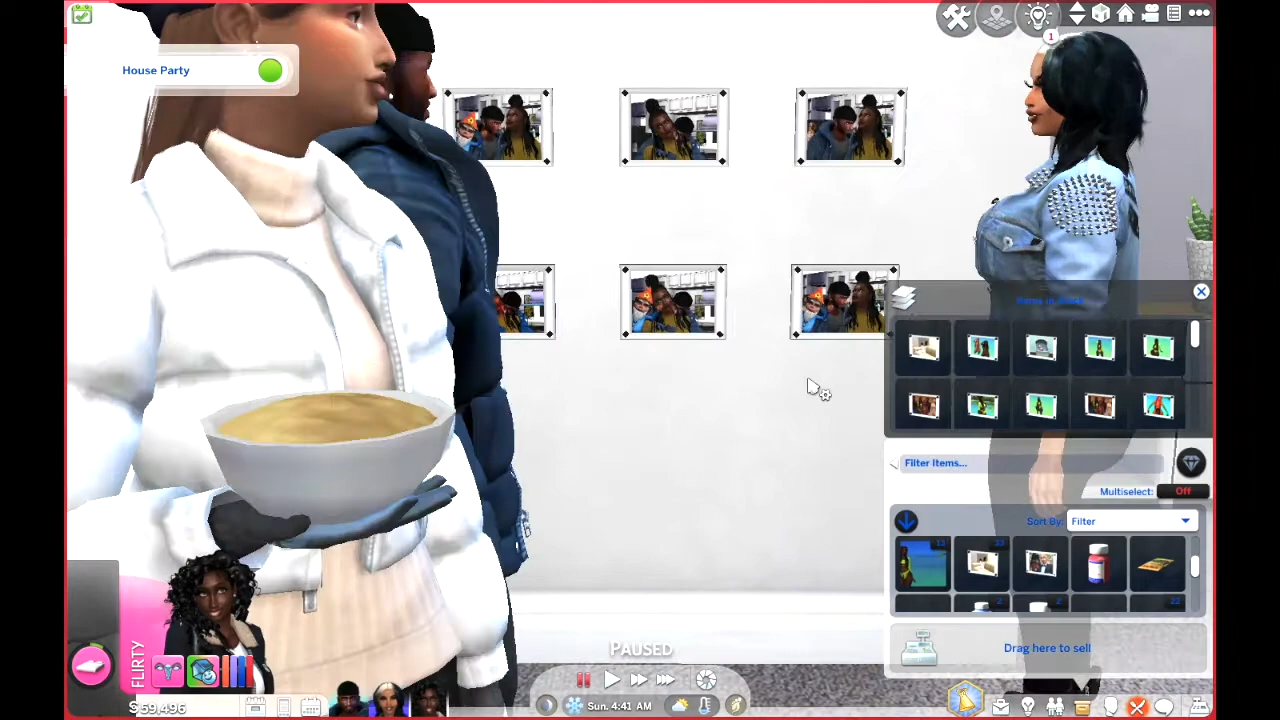 House Party
1
Filter Items...
Multiselect: Off
Sort By: Filter
Drag here to sell
PAUSED
FLIRTY
Sun. 4:41 AM
§59,496